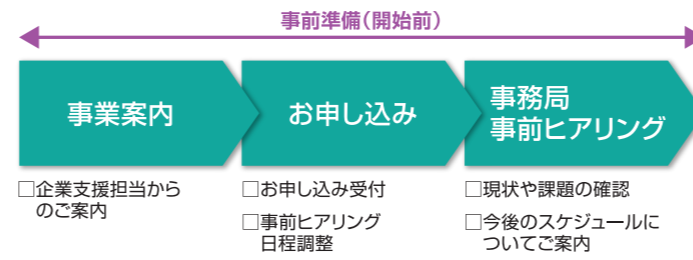 事前準備（開始前）
事業案内
お申し込み
事務局
事前ヒアリング
□企業支援担当から
のご案内
□お申し込み受付
□事前ヒアリング
日程調整
□現状や課題の確認
□今後のスケジュールに
ついてご案内